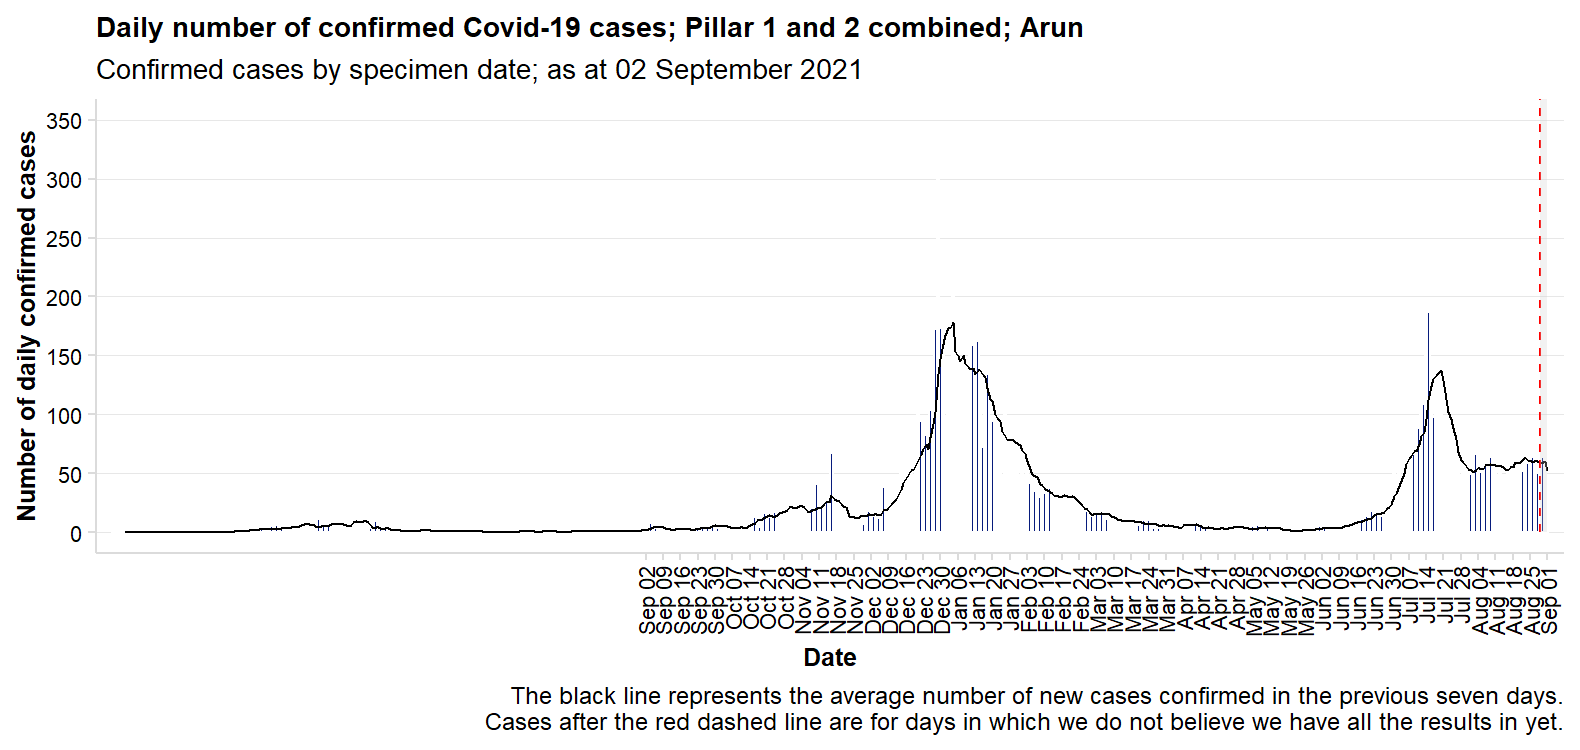 Daily number of confirmed Covid-19 cases; Pillar 1 and 2 combined; Arun
Confirmed cases by specimen date; as at 02 September 2021
Number of daily confirmed cases
350
300
250
200
150
100
50
0
Sep 02
Sep 09
Sep 16
Sep 23
Sep 30
Oct 07
Oct 14
Oct 21
Oct 28
Nov 04
Nov 11
Nov 18
Nov 25
Dec 02
Dec 09
Dec 16
Dec 23
Dec 30
Jan 06
Jan 13
Jan 20
Jan 27
Feb 03
Feb 10
Feb 17
Feb 24
Mar 03
Mar 10
Mar 17
Mar 24
Mar 31
Apr 07
Apr 14
Apr 21
Apr 28
May 05
May 12
May 19
May 26
Jun 02
Jun 09
Jun 16
Jun 23
Jun 30
Jul 07
Jul 14
Jul 21
Jul 28
Aug 04
Aug 11
Aug 18
Aug 25
Sep 01
Date
The black line represents the average number of new cases confirmed in the previous seven days.
Cases after the red dashed line are for days in which we do not believe we have all the results in yet.